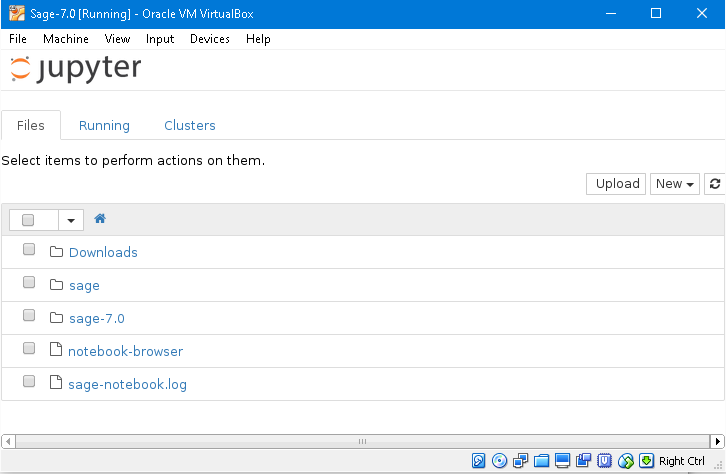 Sage-7.0 [Running] - Oracle VM VirtualBox
File Machine View Input Devices Help
jupyter
Files Running Clusters
Select items to perform actions on them.
Upload New
Downloads
sage
sage-7.0
notebook-browser
sage-notebook.log
Right Ctrl